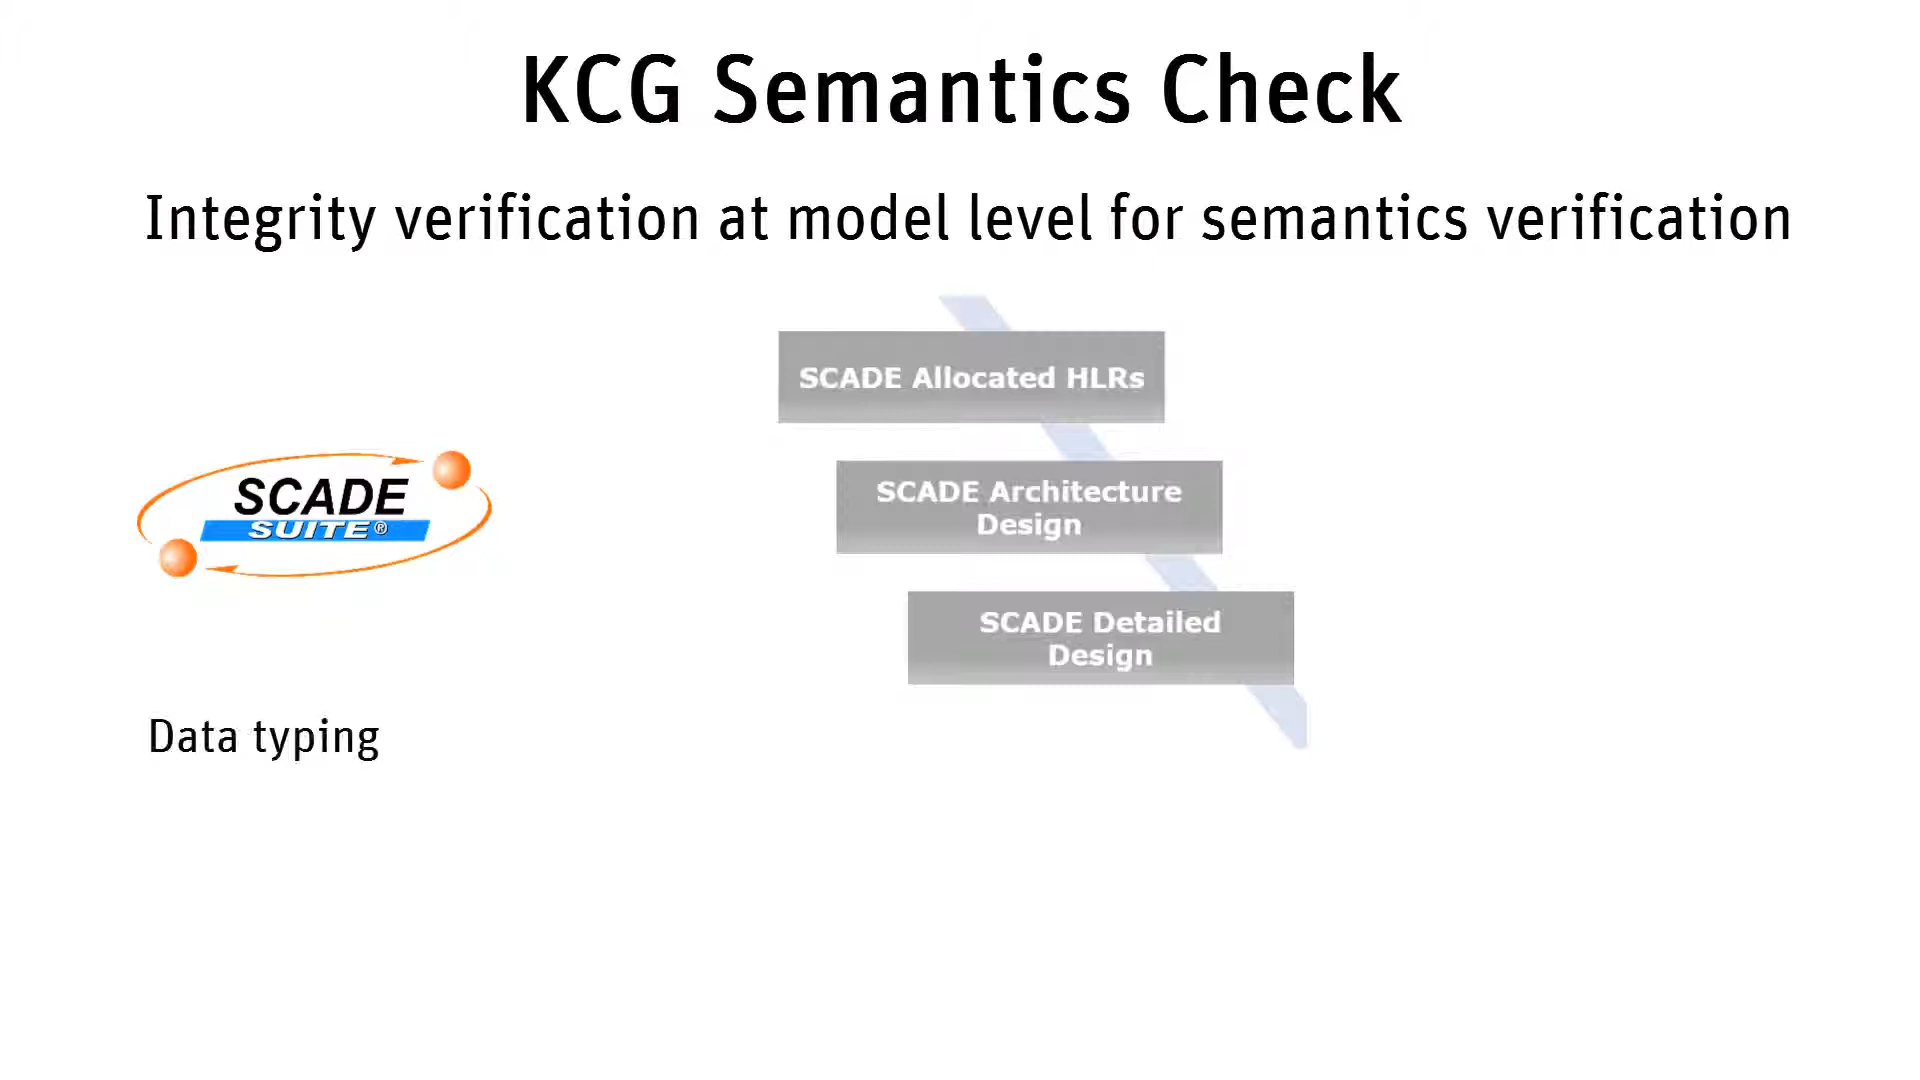 KCG Semantics Check
Integrity verification at model level for semantics verification
SCADE Allocated HLRs
SCADE Architecture
Design
SCADE
SUITE®
SCADE Detailed
Design
Data typing